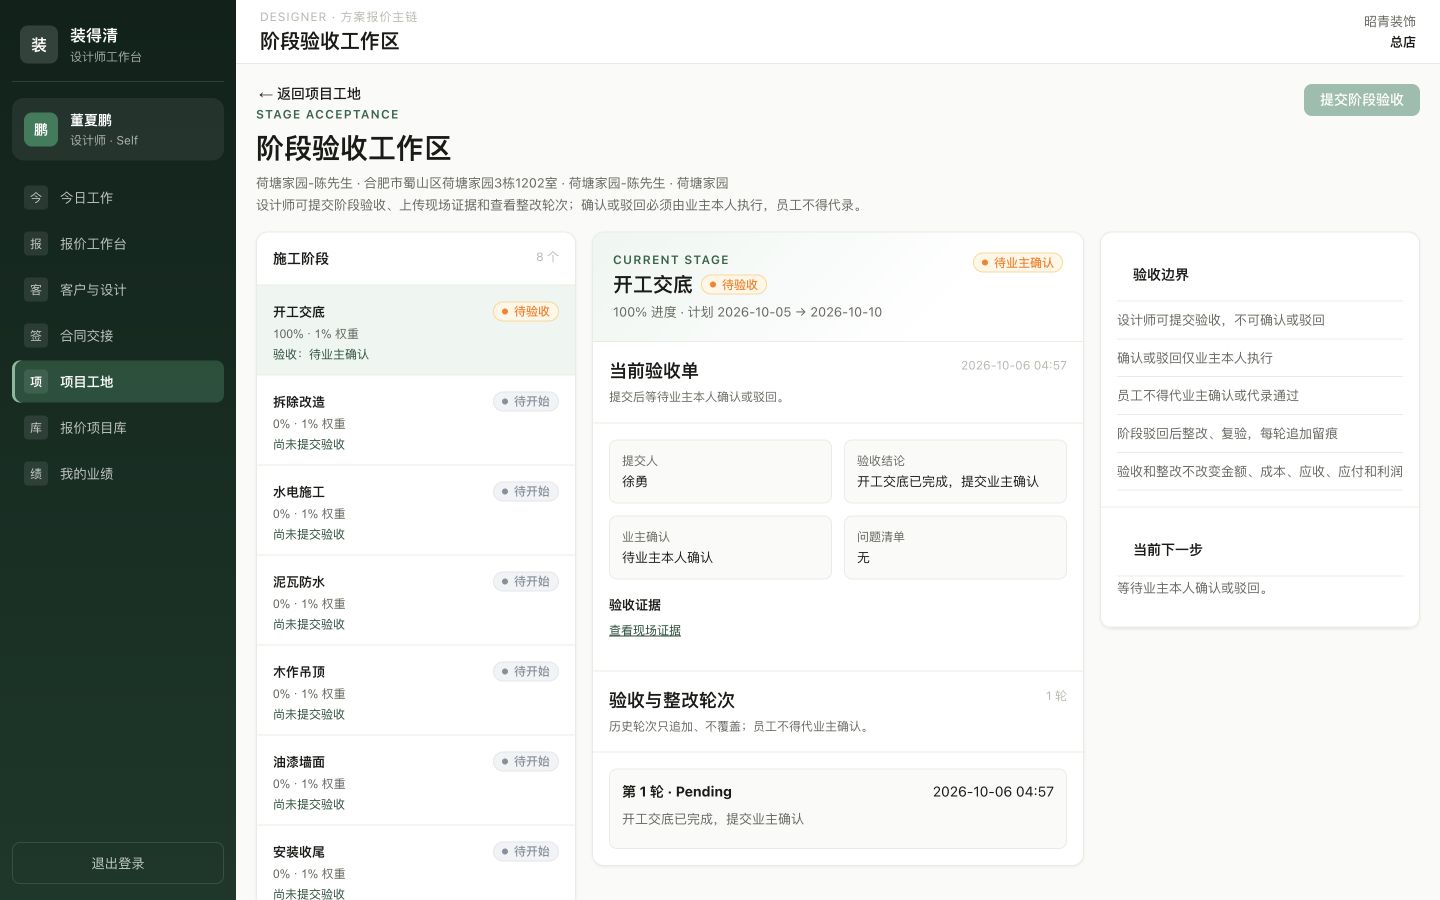 装
装得清
设计师工作台
鹏
董夏鹏
设计师 · Self
今 今日工作
报 报价工作台
客 客户与设计
签 合同交接
项 项目工地
库 报价项目库
绩 我的业绩
退出登录
DESIGNER · 方案报价主链
阶段验收工作区
昭青装饰
总店
← 返回项目工地
STAGE ACCEPTANCE
阶段验收工作区
提交阶段验收
荷塘家园-陈先生 · 合肥市蜀山区荷塘家园3栋1202室 · 荷塘家园-陈先生 · 荷塘家园
设计师可提交阶段验收、上传现场证据和查看整改轮次；确认或驳回必须由业主本人执行，员工不得代录。
施工阶段 8 个
开工交底 待验收
100% · 1% 权重
验收：待业主确认
拆除改造 待开始
0% · 1% 权重
尚未提交验收
水电施工 待开始
0% · 1% 权重
尚未提交验收
泥瓦防水 待开始
0% · 1% 权重
尚未提交验收
木作吊顶 待开始
0% · 1% 权重
尚未提交验收
油漆墙面 待开始
0% · 1% 权重
尚未提交验收
安装收尾 待开始
0% · 1% 权重
尚未提交验收
CURRENT STAGE
开工交底 待验收
待业主确认
100% 进度 · 计划 2026-10-05 → 2026-10-10
当前验收单 2026-10-06 04:57
提交后等待业主本人确认或驳回。
提交人
徐勇
验收结论
开工交底已完成，提交业主确认
业主确认
待业主本人确认
问题清单
无
验收证据
查看现场证据
验收与整改轮次 1 轮
历史轮次只追加、不覆盖；员工不得代业主确认。
第 1 轮 · Pending 2026-10-06 04:57
开工交底已完成，提交业主确认
验收边界
设计师可提交验收，不可确认或驳回
确认或驳回仅业主本人执行
员工不得代业主确认或代录通过
阶段驳回后整改、复验，每轮追加留痕
验收和整改不改变金额、成本、应收、应付和利润
当前下一步
等待业主本人确认或驳回。